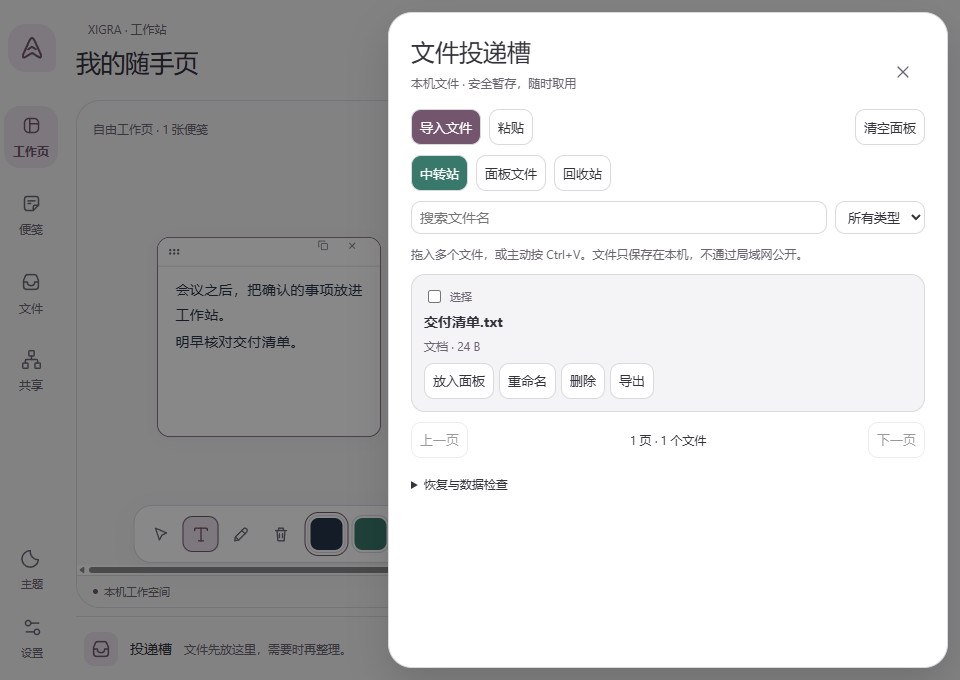 XIGRA · 工作站
我的随手页
工作页
便笺
文件
共享
主题
设置
自由工作页 · 1 张便笺
会议之后，把确认的事项放进
工作站。
明早核对交付清单。
本机工作空间
投递槽 文件先放这里，需要时再整理。
文件投递槽
本机文件 · 安全暂存，随时取用
导入文件 粘贴 清空面板
中转站 面板文件 回收站
搜索文件名 所有类型
拖入多个文件，或主动按 Ctrl+V。文件只保存在本机，不通过局域网公开。
选择
交付清单.txt
文档 · 24 B
放入面板 重命名 删除 导出
上一页 1 页 · 1 个文件 下一页
恢复与数据检查